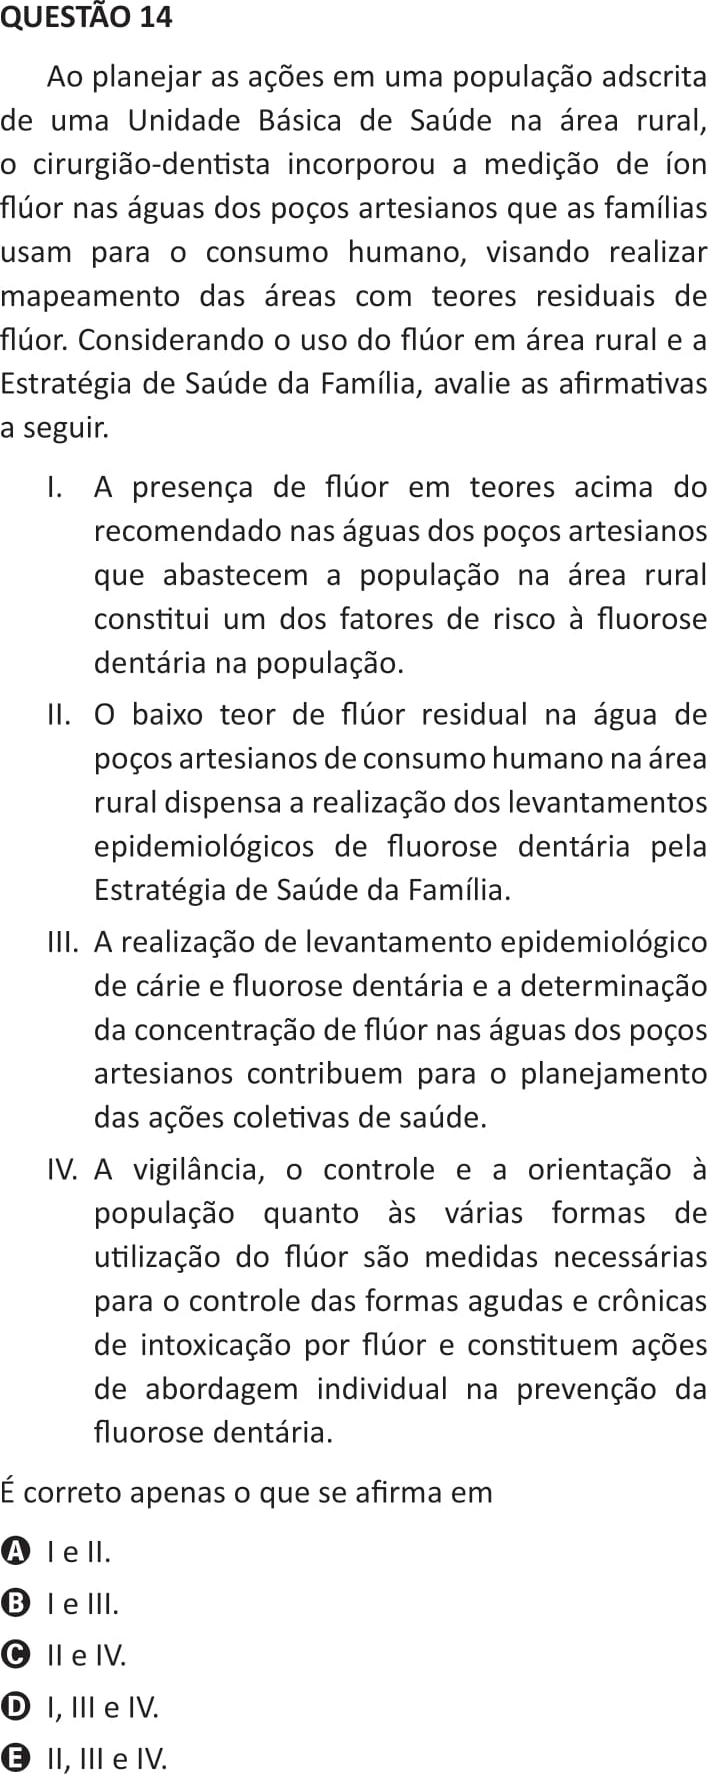 QUESTÃO 14
Ao planejar as ações em uma população adscrita
de uma Unidade Básica de Saúde na área rural,
o cirurgião-dentista incorporou a medição de íon
flúor nas águas dos poços artesianos que as famílias
usam para o consumo humano, visando realizar
mapeamento das áreas com teores residuais de
flúor. Considerando o uso do flúor em área rural e a
Estratégia de Saúde da Família, avalie as afirmativas
a seguir.
I. A presença de flúor em teores acima do
recomendado nas águas dos poços artesianos
que abastecem a população na área rural
constitui um dos fatores de risco à fluorose
dentária na população.
II. O baixo teor de flúor residual na água de
poços artesianos de consumo humano na área
rural dispensa a realização dos levantamentos
epidemiológicos de fluorose dentária pela
Estratégia de Saúde da Família.
III. A realização de levantamento epidemiológico
de cárie e fluorose dentária e a determinação
da concentração de flúor nas águas dos poços
artesianos contribuem para o planejamento
das ações coletivas de saúde.
IV. A vigilância, o controle e a orientação à
população quanto às várias formas de
utilização do flúor são medidas necessárias
para o controle das formas agudas e crônicas
de intoxicação por flúor e constituem ações
de abordagem individual na prevenção da
fluorose dentária.
É correto apenas o que se afirma em
A I e II.
B I e III.
C II e IV.
D I, III e IV.
E II, III e IV.